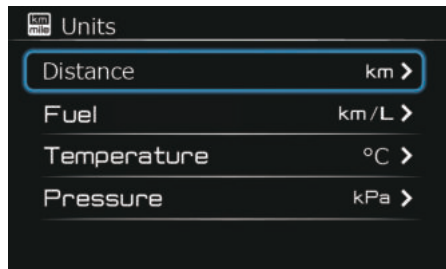 km
mile
Units
Distance km
Fuel km/L
Temperature °C
Pressure kPa